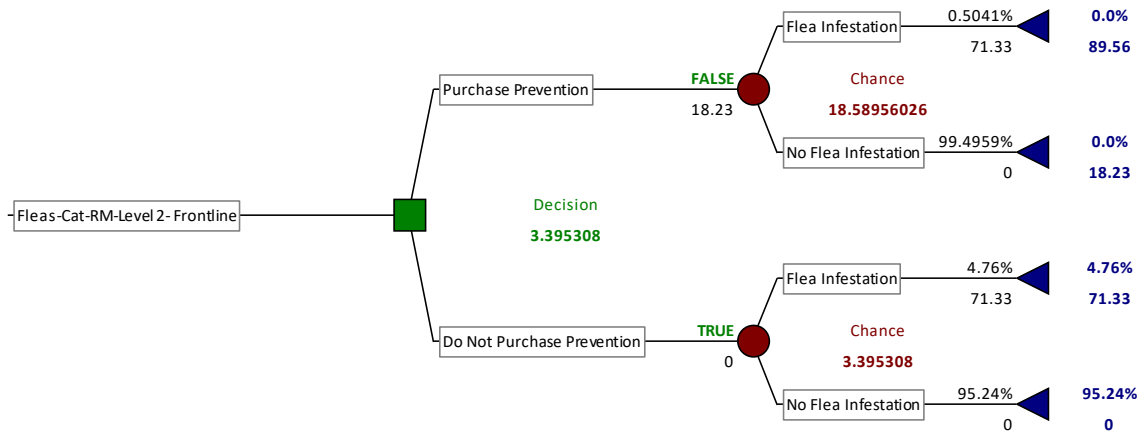 0.5041%
0.0%
Flea Infestation
71.33
89.56
FALSE
Chance
Purchase Prevention
18.23
18.58956026
99.4959%
0.0%
No Flea Infestation
0
18.23
Decision
Fleas-Cat-RM-Level 2- Frontline
3.395308
4.76%
4.76%
Flea Infestation
71.33
71.33
TRUE
Chance
Do Not Purchase Prevention
0
3.395308
95.24%
95.24%
No Flea Infestation
0
0